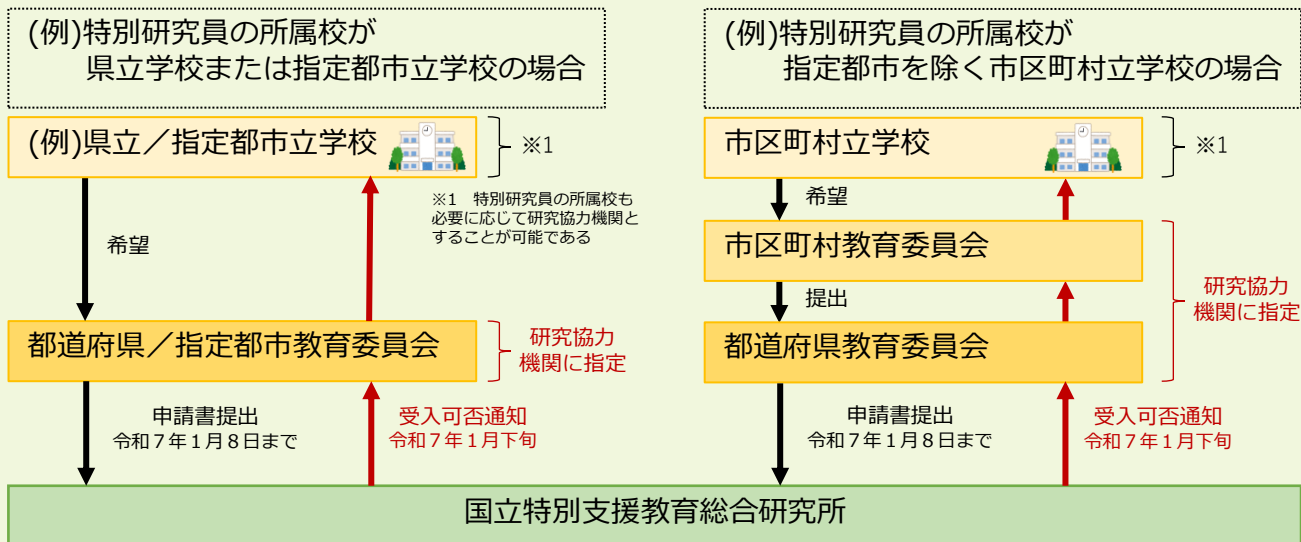 (例)特別研究員の所属校が
県立学校または指定都市立学校の場合
(例)県立／指定都市立学校
※1
※1　特別研究員の所属校も
必要に応じて研究協力機関と
することが可能である
希望
都道府県／指定都市教育委員会
研究協力
機関に指定
申請書提出
令和７年１月８日まで
受入可否通知
令和７年１月下旬
(例)特別研究員の所属校が
指定都市を除く市区町村立学校の場合
市区町村立学校
※1
希望
市区町村教育委員会
提出
研究協力
機関に指定
都道府県教育委員会
申請書提出
令和７年１月８日まで
受入可否通知
令和７年１月下旬
国立特別支援教育総合研究所